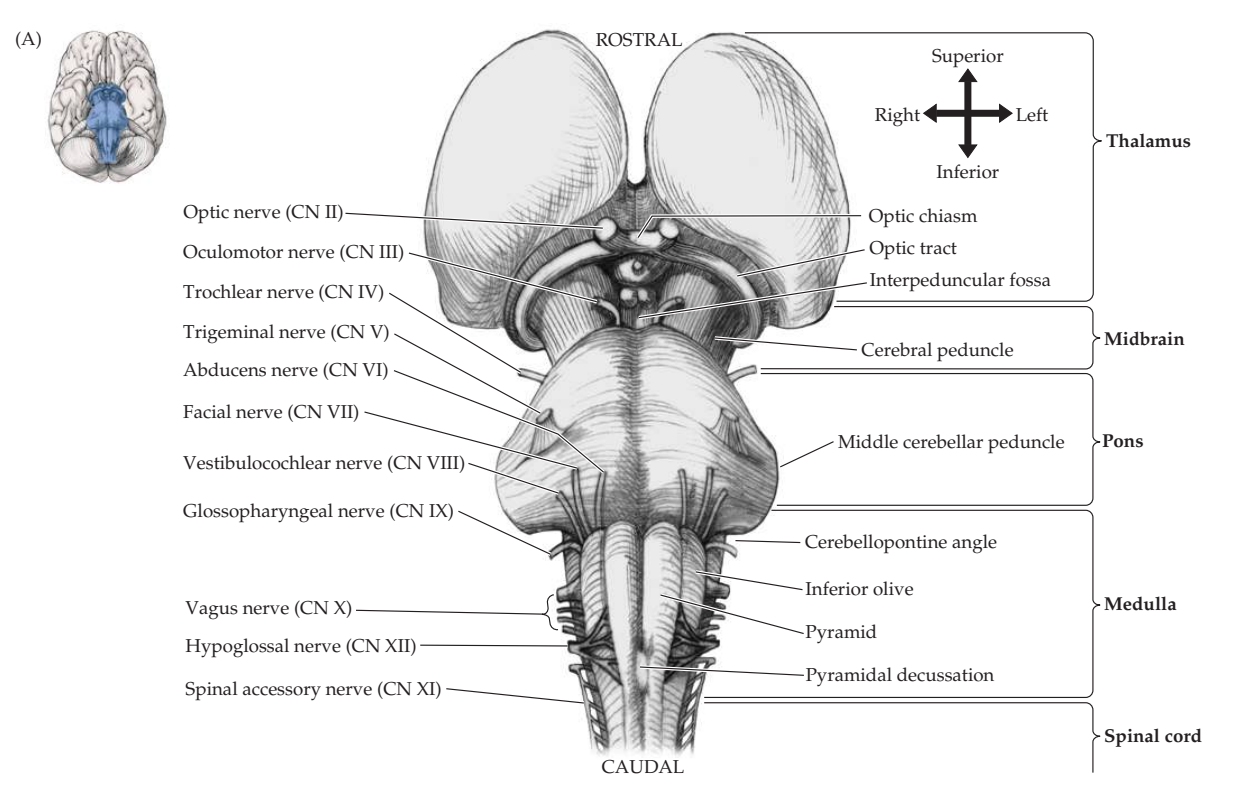 (A)
ROSTRAL
Superior
Right Left
Inferior
Thalamus
Optic nerve (CN II)
Oculomotor nerve (CN III)
Trochlear nerve (CN IV)
Trigeminal nerve (CN V)
Abducens nerve (CN VI)
Facial nerve (CN VII)
Vestibulocochlear nerve (CN VIII)
Glossopharyngeal nerve (CN IX)
Vagus nerve (CN X)
Hypoglossal nerve (CN XII)
Spinal accessory nerve (CN XI)
Optic chiasm
Optic tract
Interpeduncular fossa
Midbrain
Cerebral peduncle
Pons
Middle cerebellar peduncle
Cerebellopontine angle
Inferior olive
Medulla
Pyramid
Pyramidal decussation
Spinal cord
CAUDAL